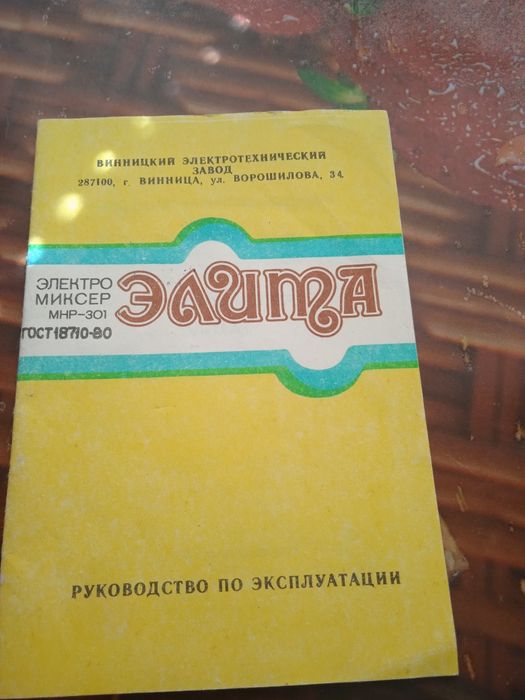 ВИННИЦКИЙ ЭЛЕКТРОТЕХНИЧЕСКИЙ
ЗАВОД
287100, г. ВИННИЦА, ул. ВОРОШИЛОВА, 34.
ЭЛЕКТРО
МИКСЕР
МНР-301
ГОСТ18710-80
ЭЛИТА
РУКОВОДСТВО ПО ЭКСПЛУАТАЦИИ